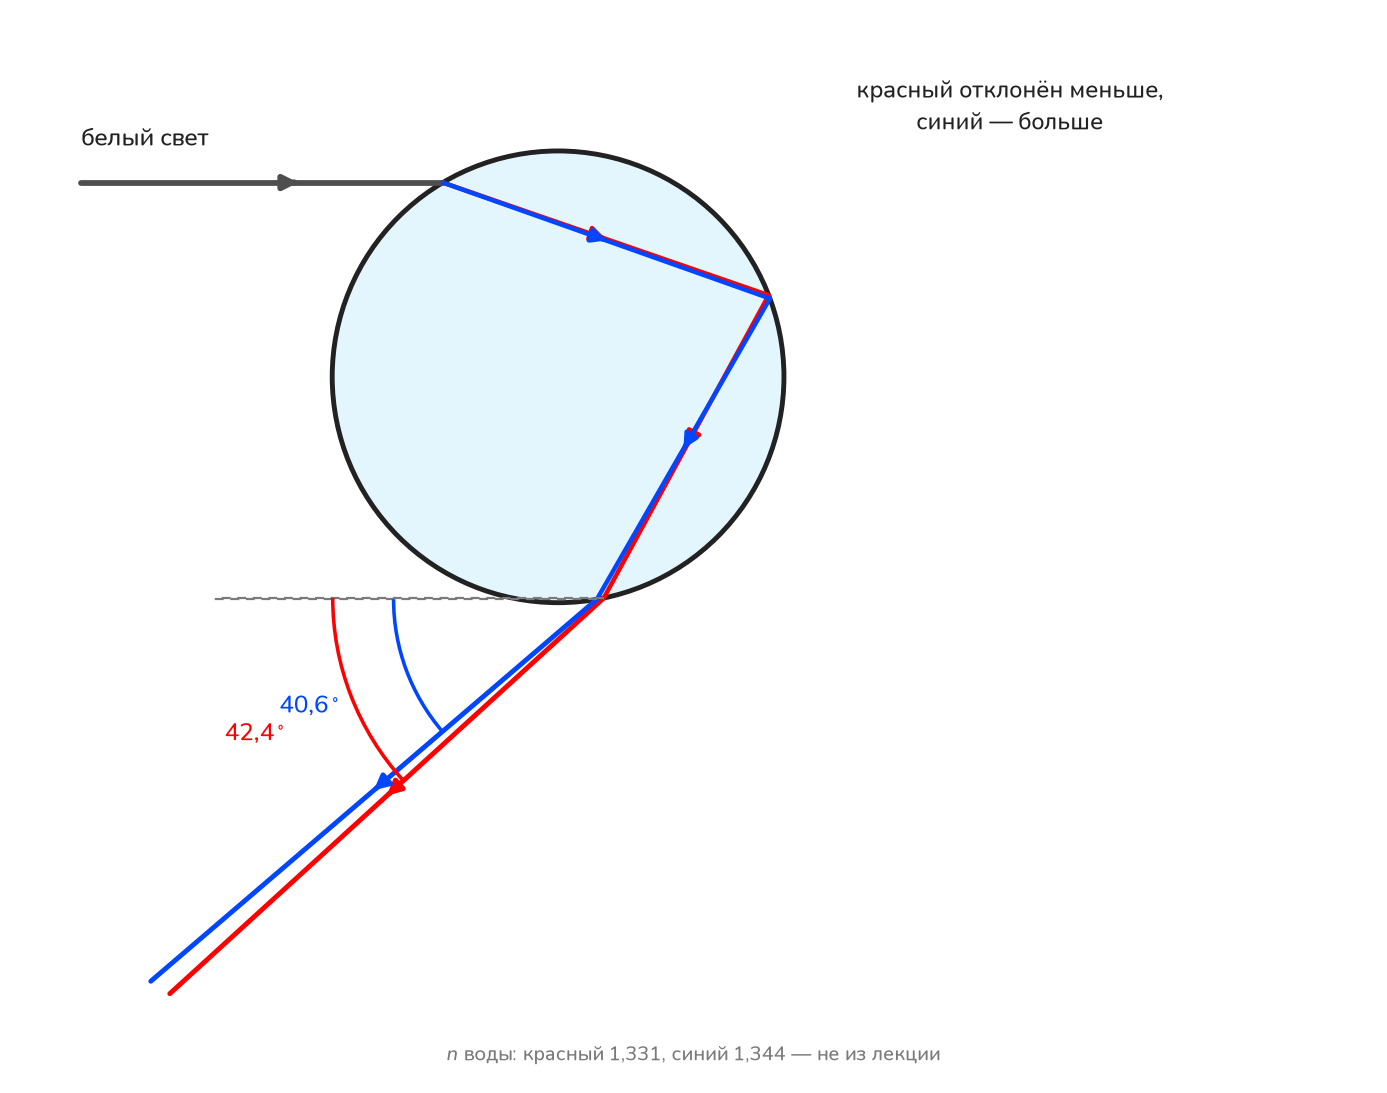 красный отклонён меньше,
синий — больше
белый свет
40,6°
42,4°
n воды: красный 1,331, синий 1,344 — не из лекции